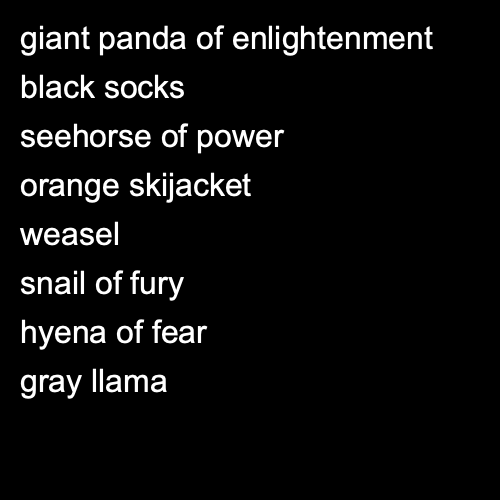 giant panda of enlightenment
black socks
seehorse of power
orange skijacket
weasel
snail of fury
hyena of fear
gray llama